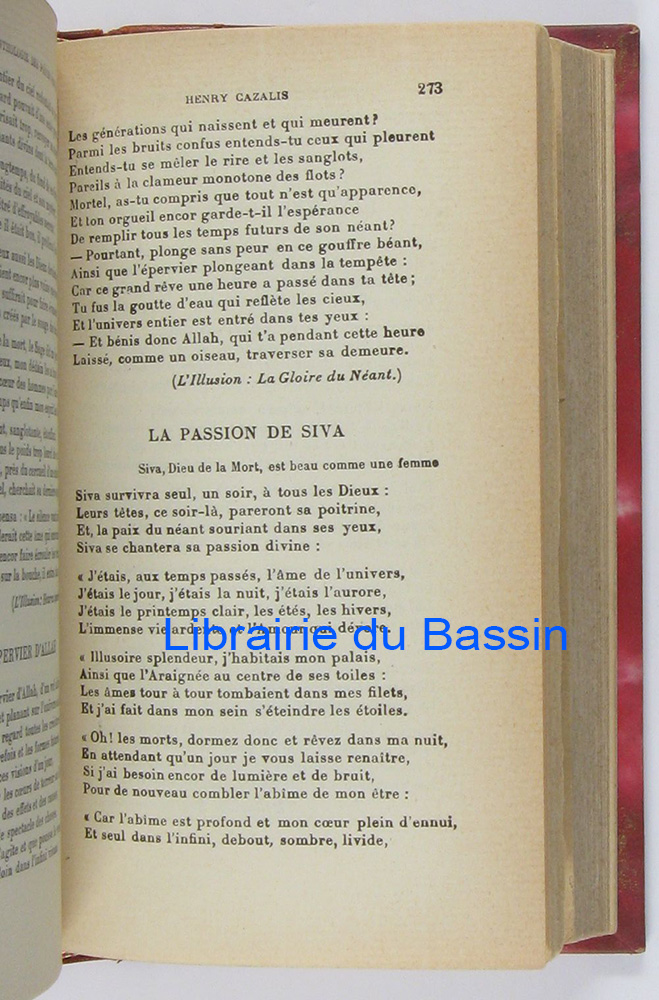 HENRY CAZALIS 273
Les générations qui naissent et qui meurent?
Parmi les bruits confus entends-tu ceux qui pleurent
Entends-tu se mêler le rire et les sanglots,
Pareils à la clameur monotone des flots?
Mortel, as-tu compris que tout n'est qu'apparence,
Et ton orgueil encor garde-t-il l'espérance
De remplir tous les temps futurs de son néant?
— Pourtant, plonge sans peur en ce gouffre béant,
Ainsi que l'épervier plongeant dans la tempête :
Car ce grand rêve une heure a passé dans ta tête;
Tu fus la goutte d'eau qui reflète les cieux,
Et l'univers entier est entré dans tes yeux :
— Et bénis donc Allah, qui t'a pendant cette heure
Laissé, comme un oiseau, traverser sa demeure.
(L'Illusion : La Gloire du Néant.)
LA PASSION DE SIVA
Siva, Dieu de la Mort, est beau comme une femme
Siva survivra seul, un soir, à tous les Dieux :
Leurs têtes, ce soir-là, pareront sa poitrine,
Et, la paix du néant souriant dans ses yeux,
Siva se chantera sa passion divine :
« J'étais, aux temps passés, l'âme de l'univers,
J'étais le jour, j'étais la nuit, j'étais l'aurore,
J'étais le printemps clair, les étés, les hivers,
L'immense vie ardente et l'Amour qui dévore.
Librairie du Bassin
« Illusoire splendeur, j'habitais mon palais,
Ainsi que l'Araignée au centre de ses toiles :
Les âmes tour à tour tombaient dans mes filets,
Et j'ai fait dans mon sein s'éteindre les étoiles.
« Oh! les morts, dormez donc et rêvez dans ma nuit,
En attendant qu'un jour je vous laisse renaître,
Si j'ai besoin encor de lumière et de bruit,
Pour de nouveau combler l'abîme de mon être :
« Car l'abîme est profond et mon cœur plein d'ennui,
Et seul dans l'infini, debout, sombre, livide,